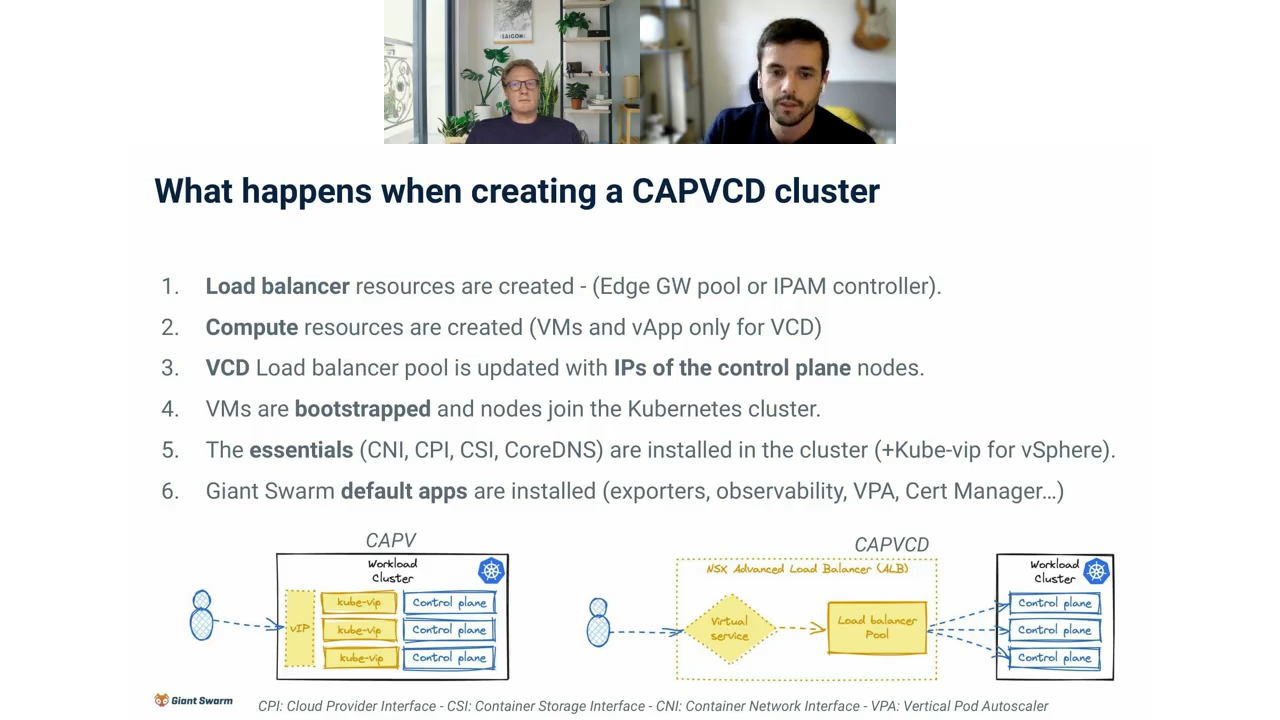 SAIGON
What happens when creating a CAPVCD cluster
1. Load balancer resources are created - (Edge GW pool or IPAM controller).
2. Compute resources are created (VMs and vApp only for VCD)
3. VCD Load balancer pool is updated with IPs of the control plane nodes.
4. VMs are bootstrapped and nodes join the Kubernetes cluster.
5. The essentials (CNI, CPI, CSI, CoreDNS) are installed in the cluster (+Kube-vip for vSphere).
6. Giant Swarm default apps are installed (exporters, observability, VPA, Cert Manager…)
CAPV
Workload
Cluster
vIP
kube-vip
Control plane
kube-vip
Control plane
kube-vip
Control plane
CAPVCD
NSX Advanced Load Balancer (ALB)
Virtual
service
Load balancer
Pool
Workload
Cluster
Control plane
Control plane
Control plane
Giant Swarm
CPI: Cloud Provider Interface - CSI: Container Storage Interface - CNI: Container Network Interface - VPA: Vertical Pod Autoscaler